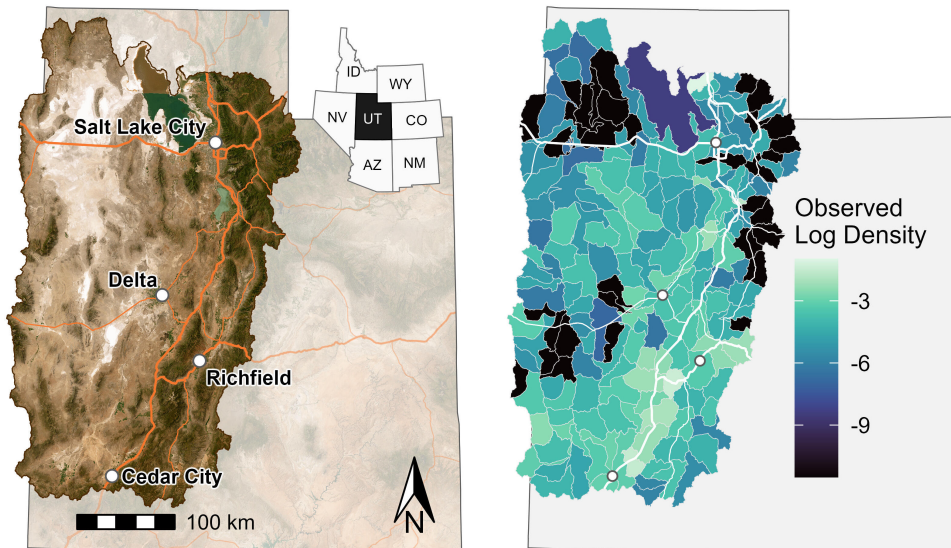 ID
WY
NV
UT
CO
AZ
NM
Salt Lake City
Delta
Richfield
Cedar City
100 km
N
Observed
Log Density
-3
-6
-9